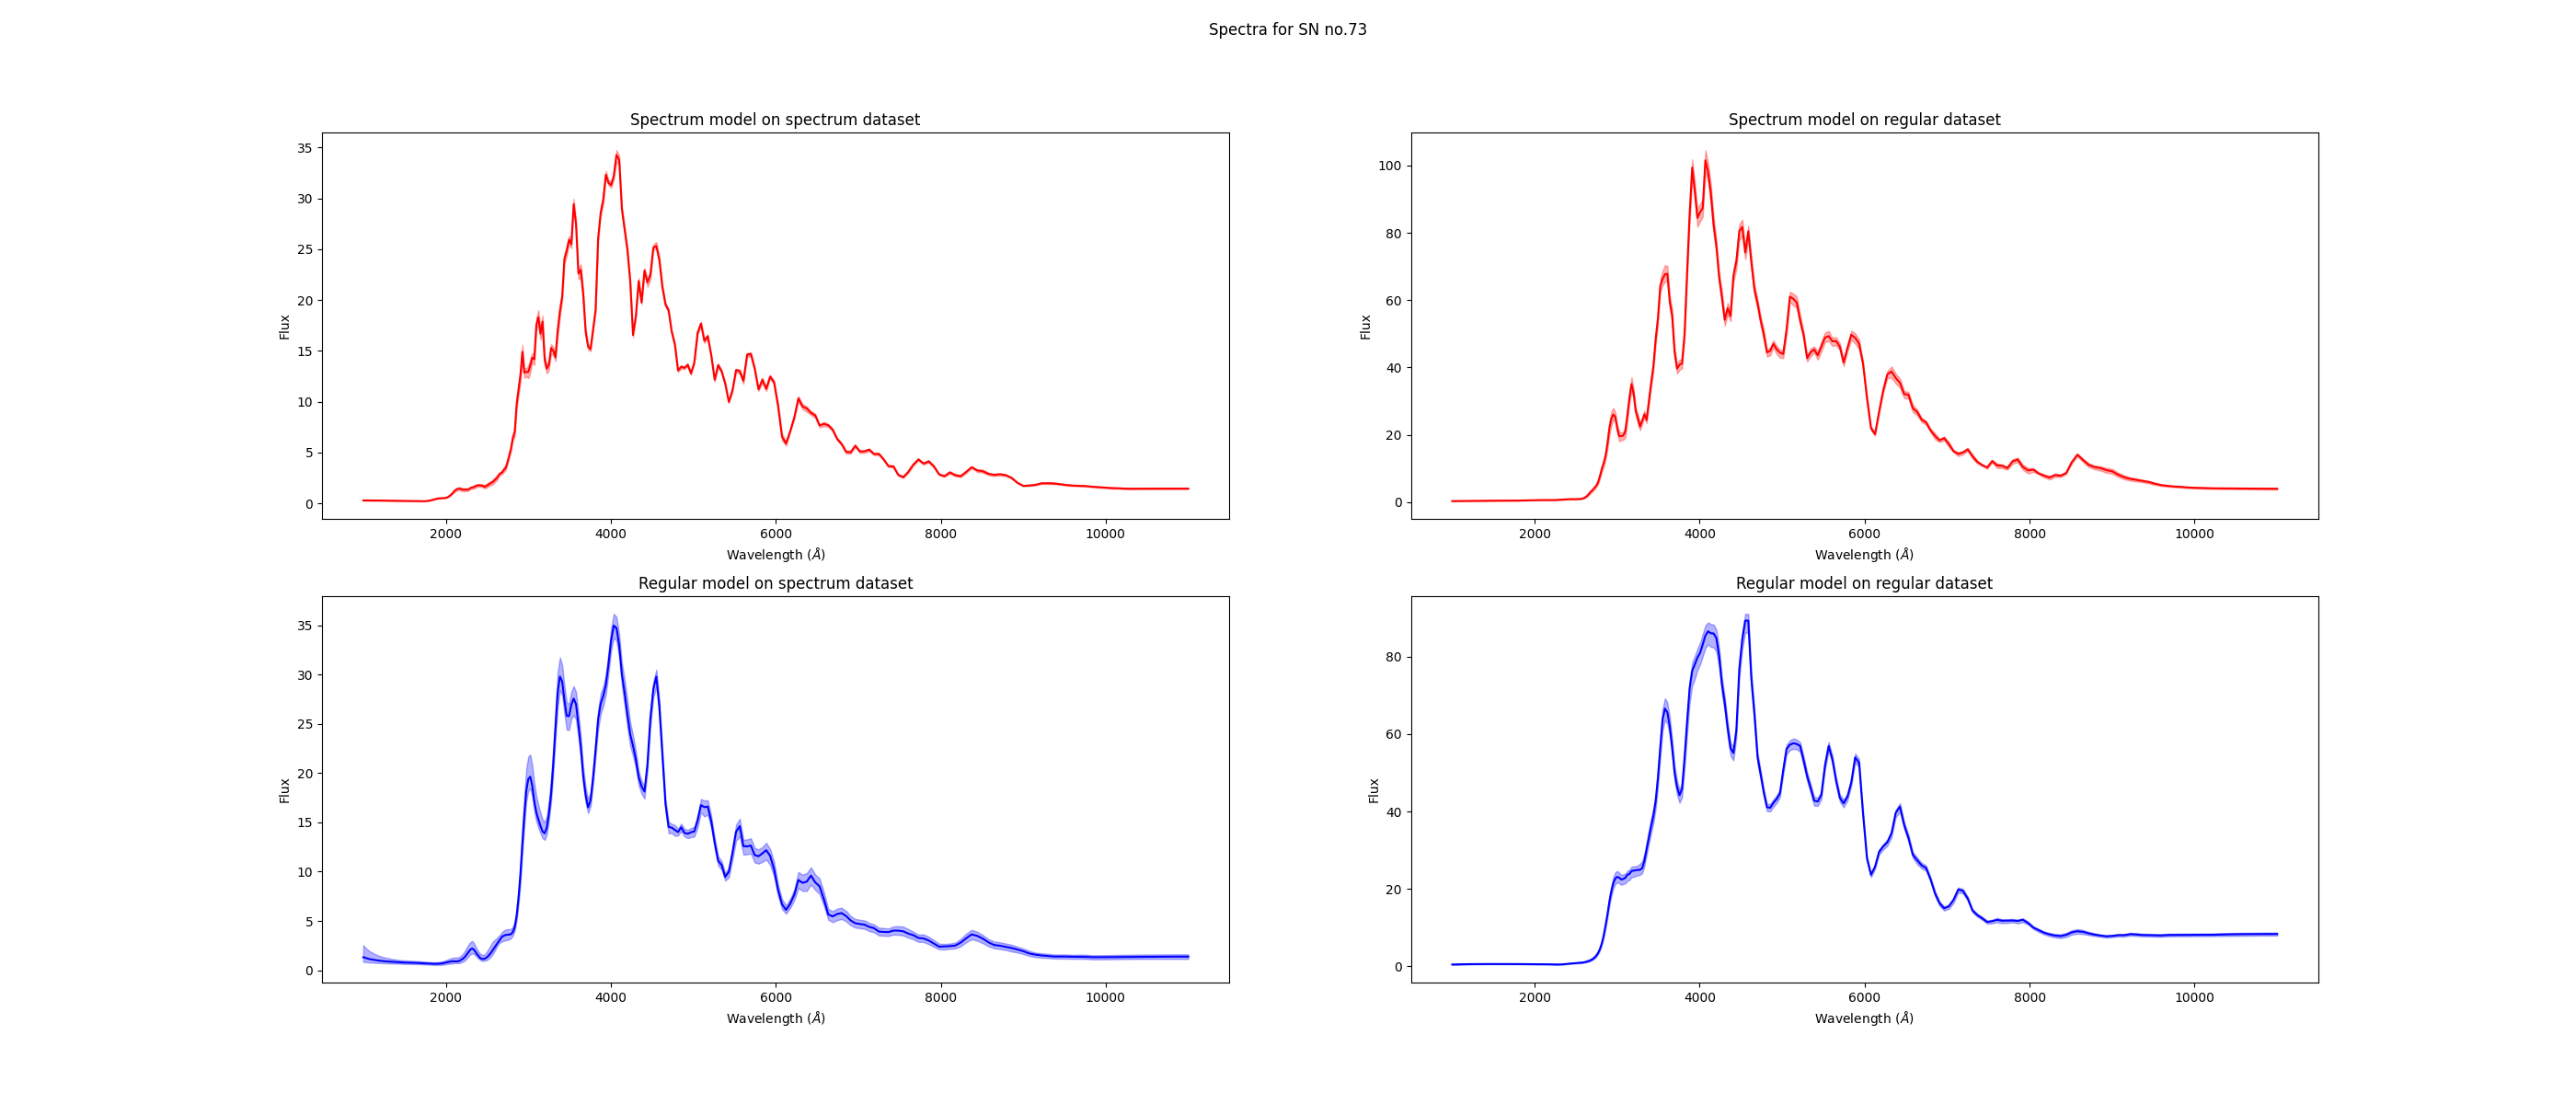 Spectra for SN no.73
Spectrum model on spectrum dataset
Flux
35
30
25
20
15
10
5
0
2000 4000 6000 8000 10000
Wavelength (Å)
Spectrum model on regular dataset
Flux
100
80
60
40
20
0
2000 4000 6000 8000 10000
Wavelength (Å)
Regular model on spectrum dataset
Flux
35
30
25
20
15
10
5
0
2000 4000 6000 8000 10000
Wavelength (Å)
Regular model on regular dataset
Flux
80
60
40
20
0
2000 4000 6000 8000 10000
Wavelength (Å)